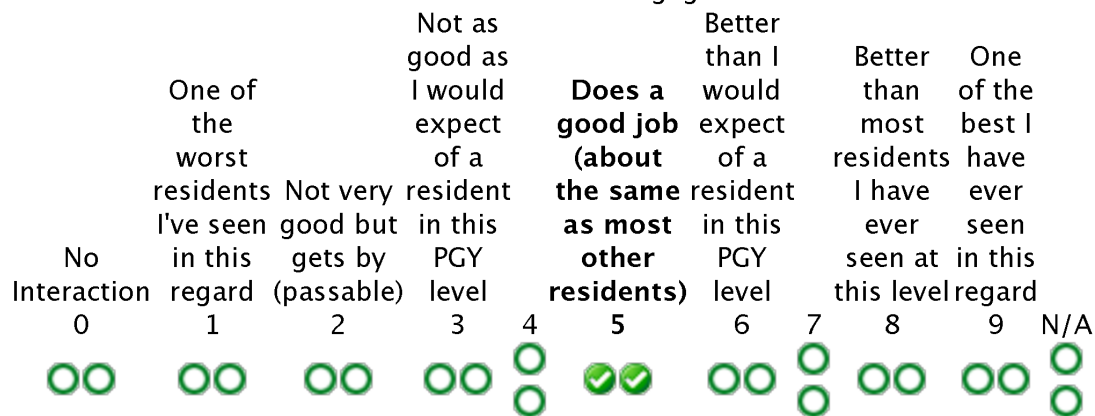 No
Interaction
0
One of
the
worst
residents
I've seen
in this
regard
1
Not very
good but
gets by
(passable)
2
Not as
good as
I would
expect
of a
resident
in this
PGY
level
3
4
Does a
good job
(about
the same
as most
other
residents)
5
Better
than I
would
expect
of a
resident
in this
PGY
level
6
7
Better
than
most
residents
I have
ever
seen at
this level
8
One
of the
best I
have
ever
seen
in this
regard
9
N/A